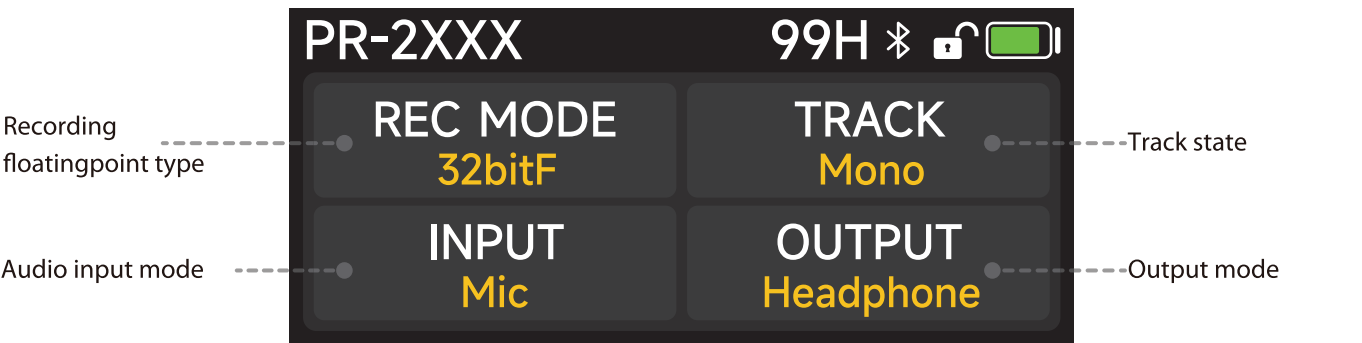 PR-2XXX 99H
Recording
floatingpoint type
REC MODE
32bitF
TRACK
Mono
Track state
Audio input mode
INPUT
Mic
OUTPUT
Headphone
Output mode